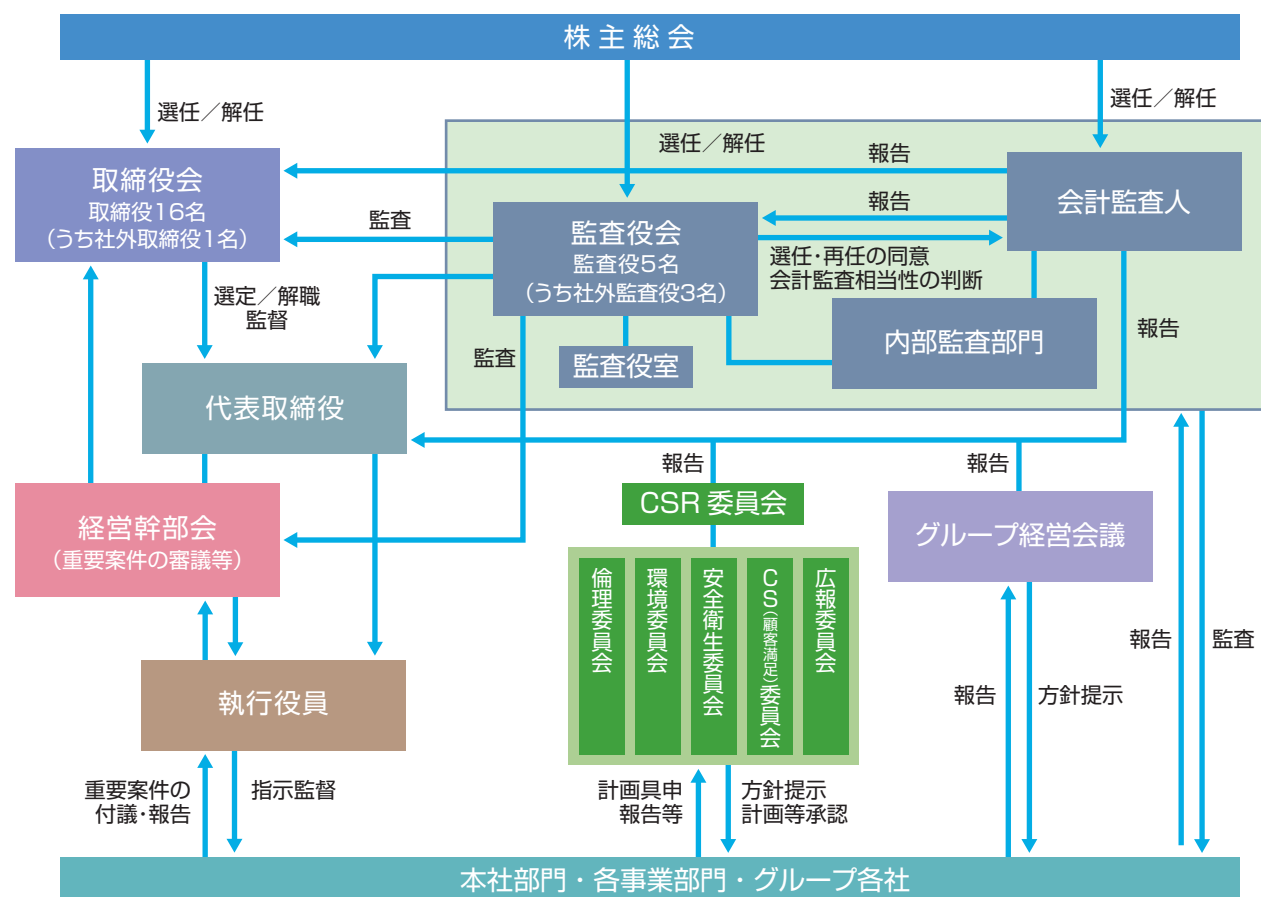 株主総会
選任／解任
選任／解任
選任／解任
取締役会
取締役16名
（うち社外取締役1名）
報告
会計監査人
監査
監査役会
監査役5名
（うち社外監査役3名）
報告
選任・再任の同意
会計監査相当性の判断
選定／解職
監督
監査
監査役室
内部監査部門
報告
代表取締役
報告
報告
経営幹部会
（重要案件の審議等）
CSR 委員会
グループ経営会議
倫理委員会
環境委員会
安全衛生委員会
CS（顧客満足）委員会
広報委員会
執行役員
報告
方針提示
報告
監査
重要案件の
付議・報告
指示監督
計画具申
報告等
方針提示
計画等承認
本社部門・各事業部門・グループ各社